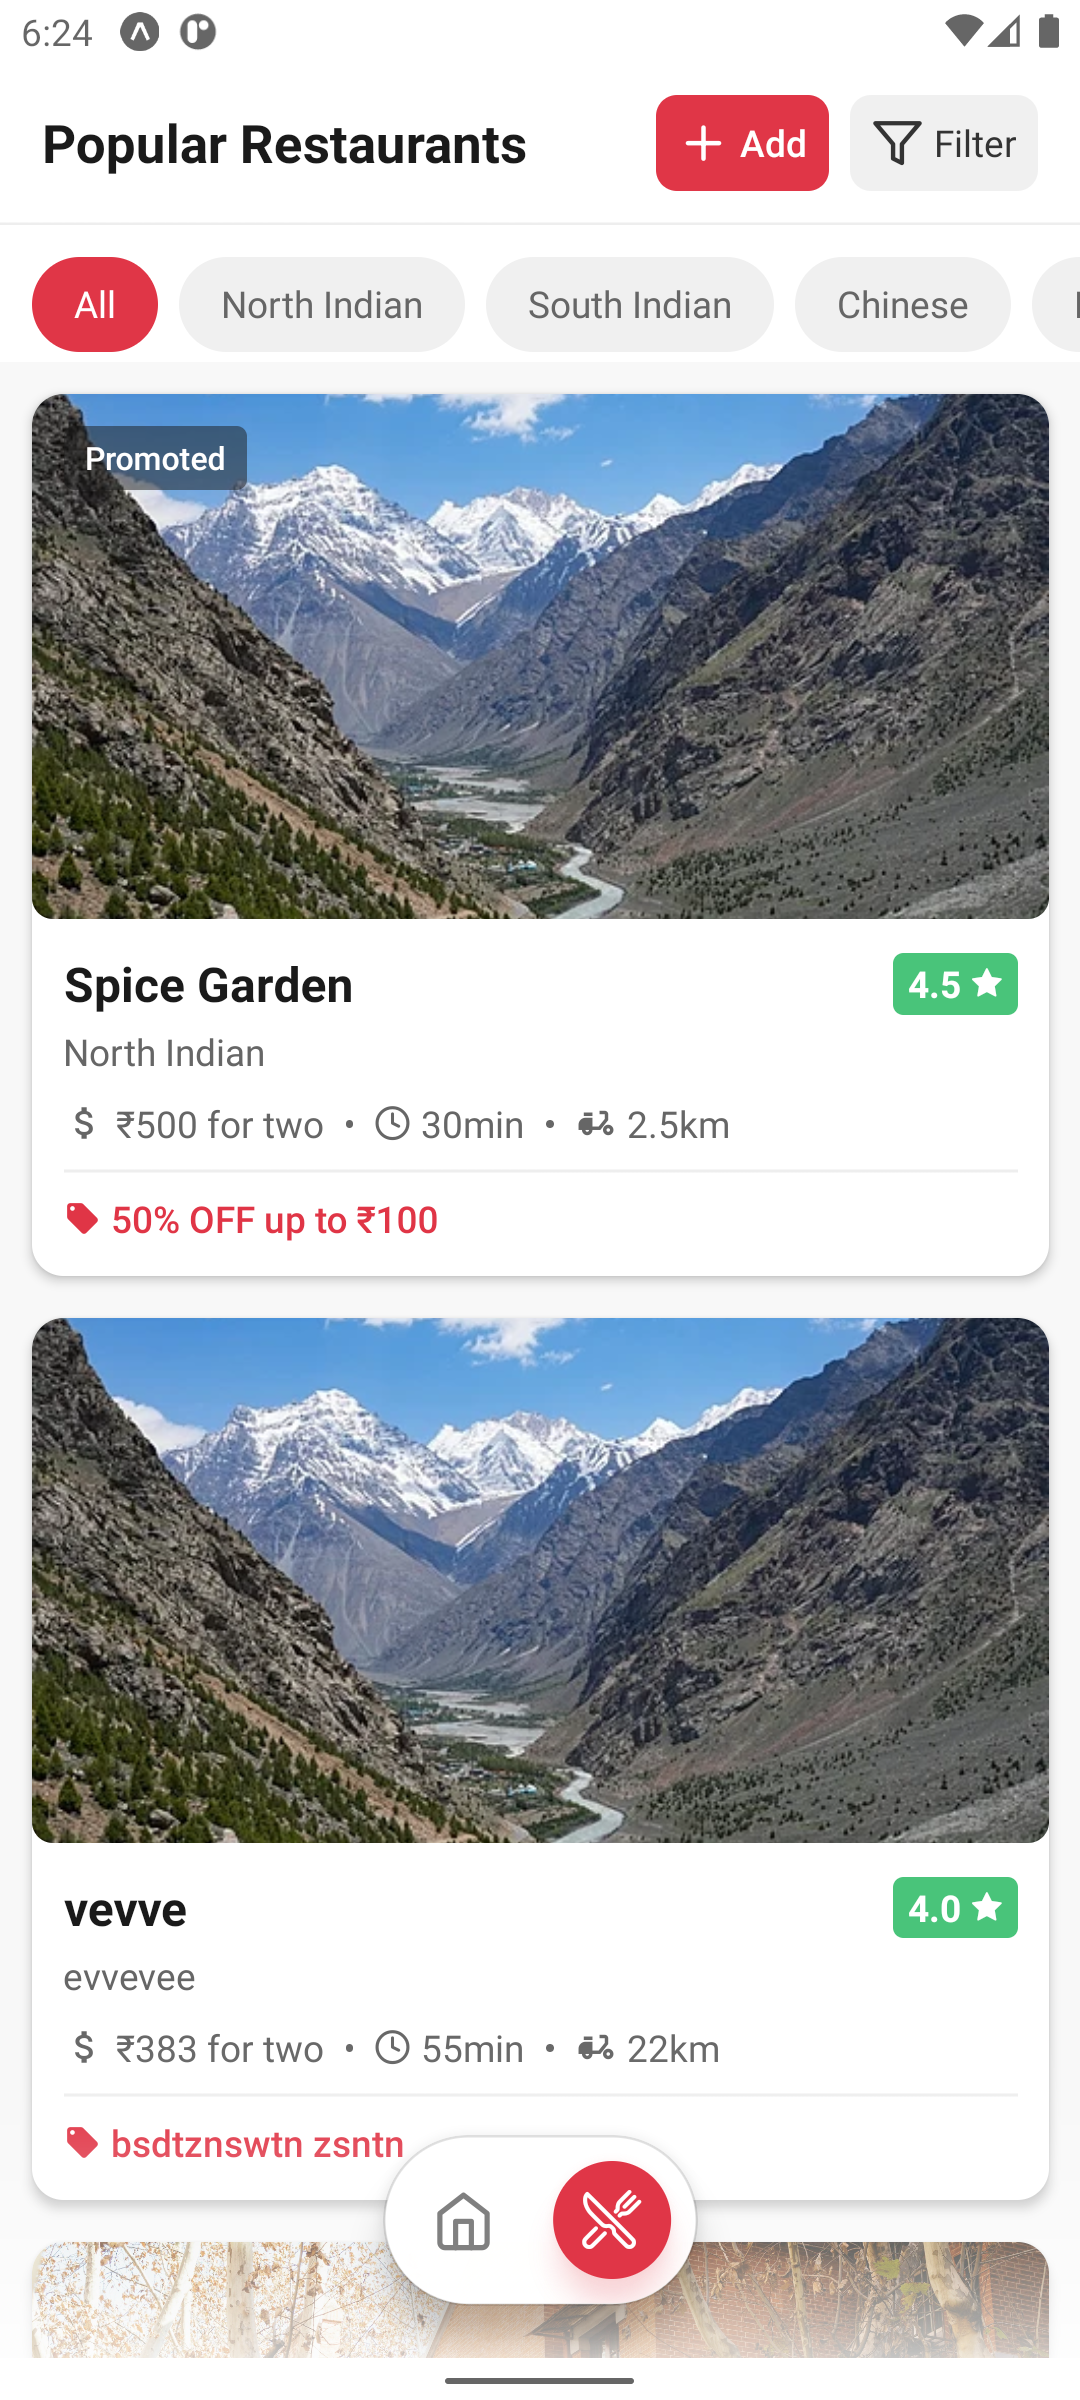 6:24
Popular Restaurants
Add
Filter
All
North Indian
South Indian
Chinese
Promoted
Spice Garden
4.5
North Indian
$ ₹500 for two • 30min • 2.5km
50% OFF up to ₹100
vevve
4.0
evvevee
$ ₹383 for two • 55min • 22km
bsdtznswtn zsntn